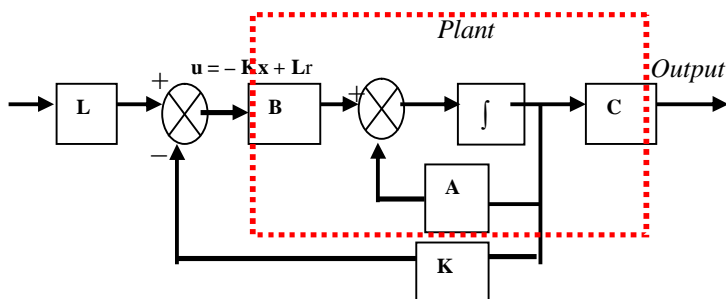 Plant
u = – Kx + Lr
Output
+
L
B
+
∫
C
–
A
K